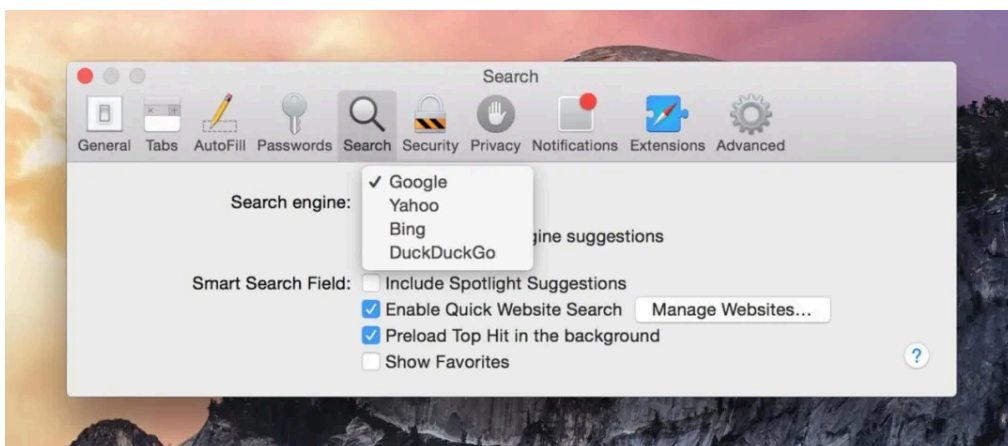 Search
General Tabs AutoFill Passwords Search Security Privacy Notifications Extensions Advanced
Search engine:
✓ Google
Yahoo
Bing
DuckDuckGo
gine suggestions
Smart Search Field: Include Spotlight Suggestions
Enable Quick Website Search Manage Websites...
Preload Top Hit in the background
Show Favorites
?